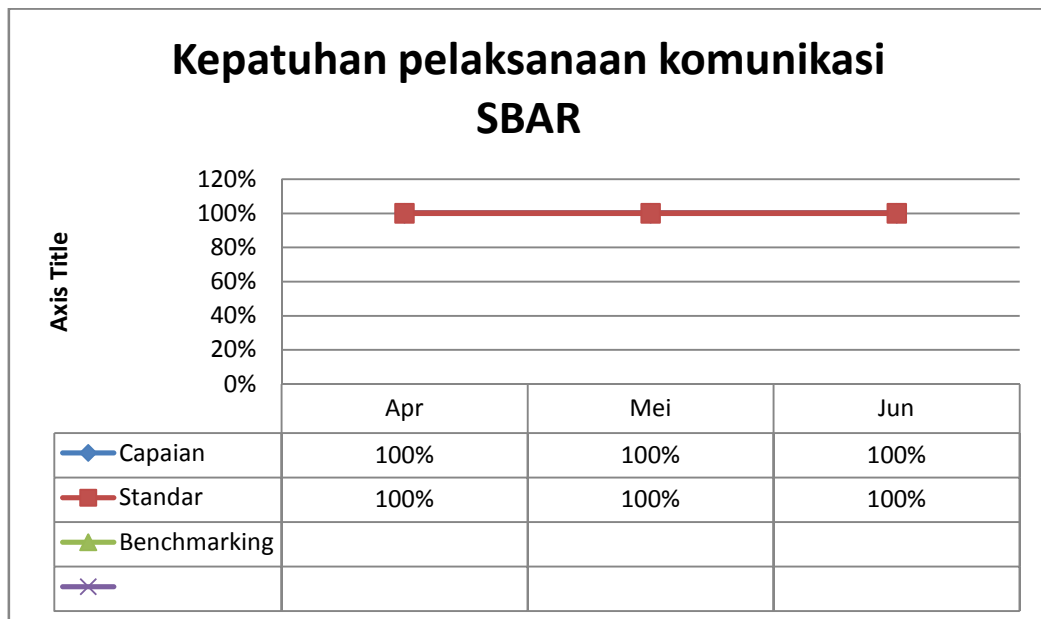 Kepatuhan pelaksanaan komunikasi
SBAR
Axis Title
120%
100%
80%
60%
40%
20%
0%
Apr Mei Jun
Capaian 100% 100% 100%
Standar 100% 100% 100%
Benchmarking